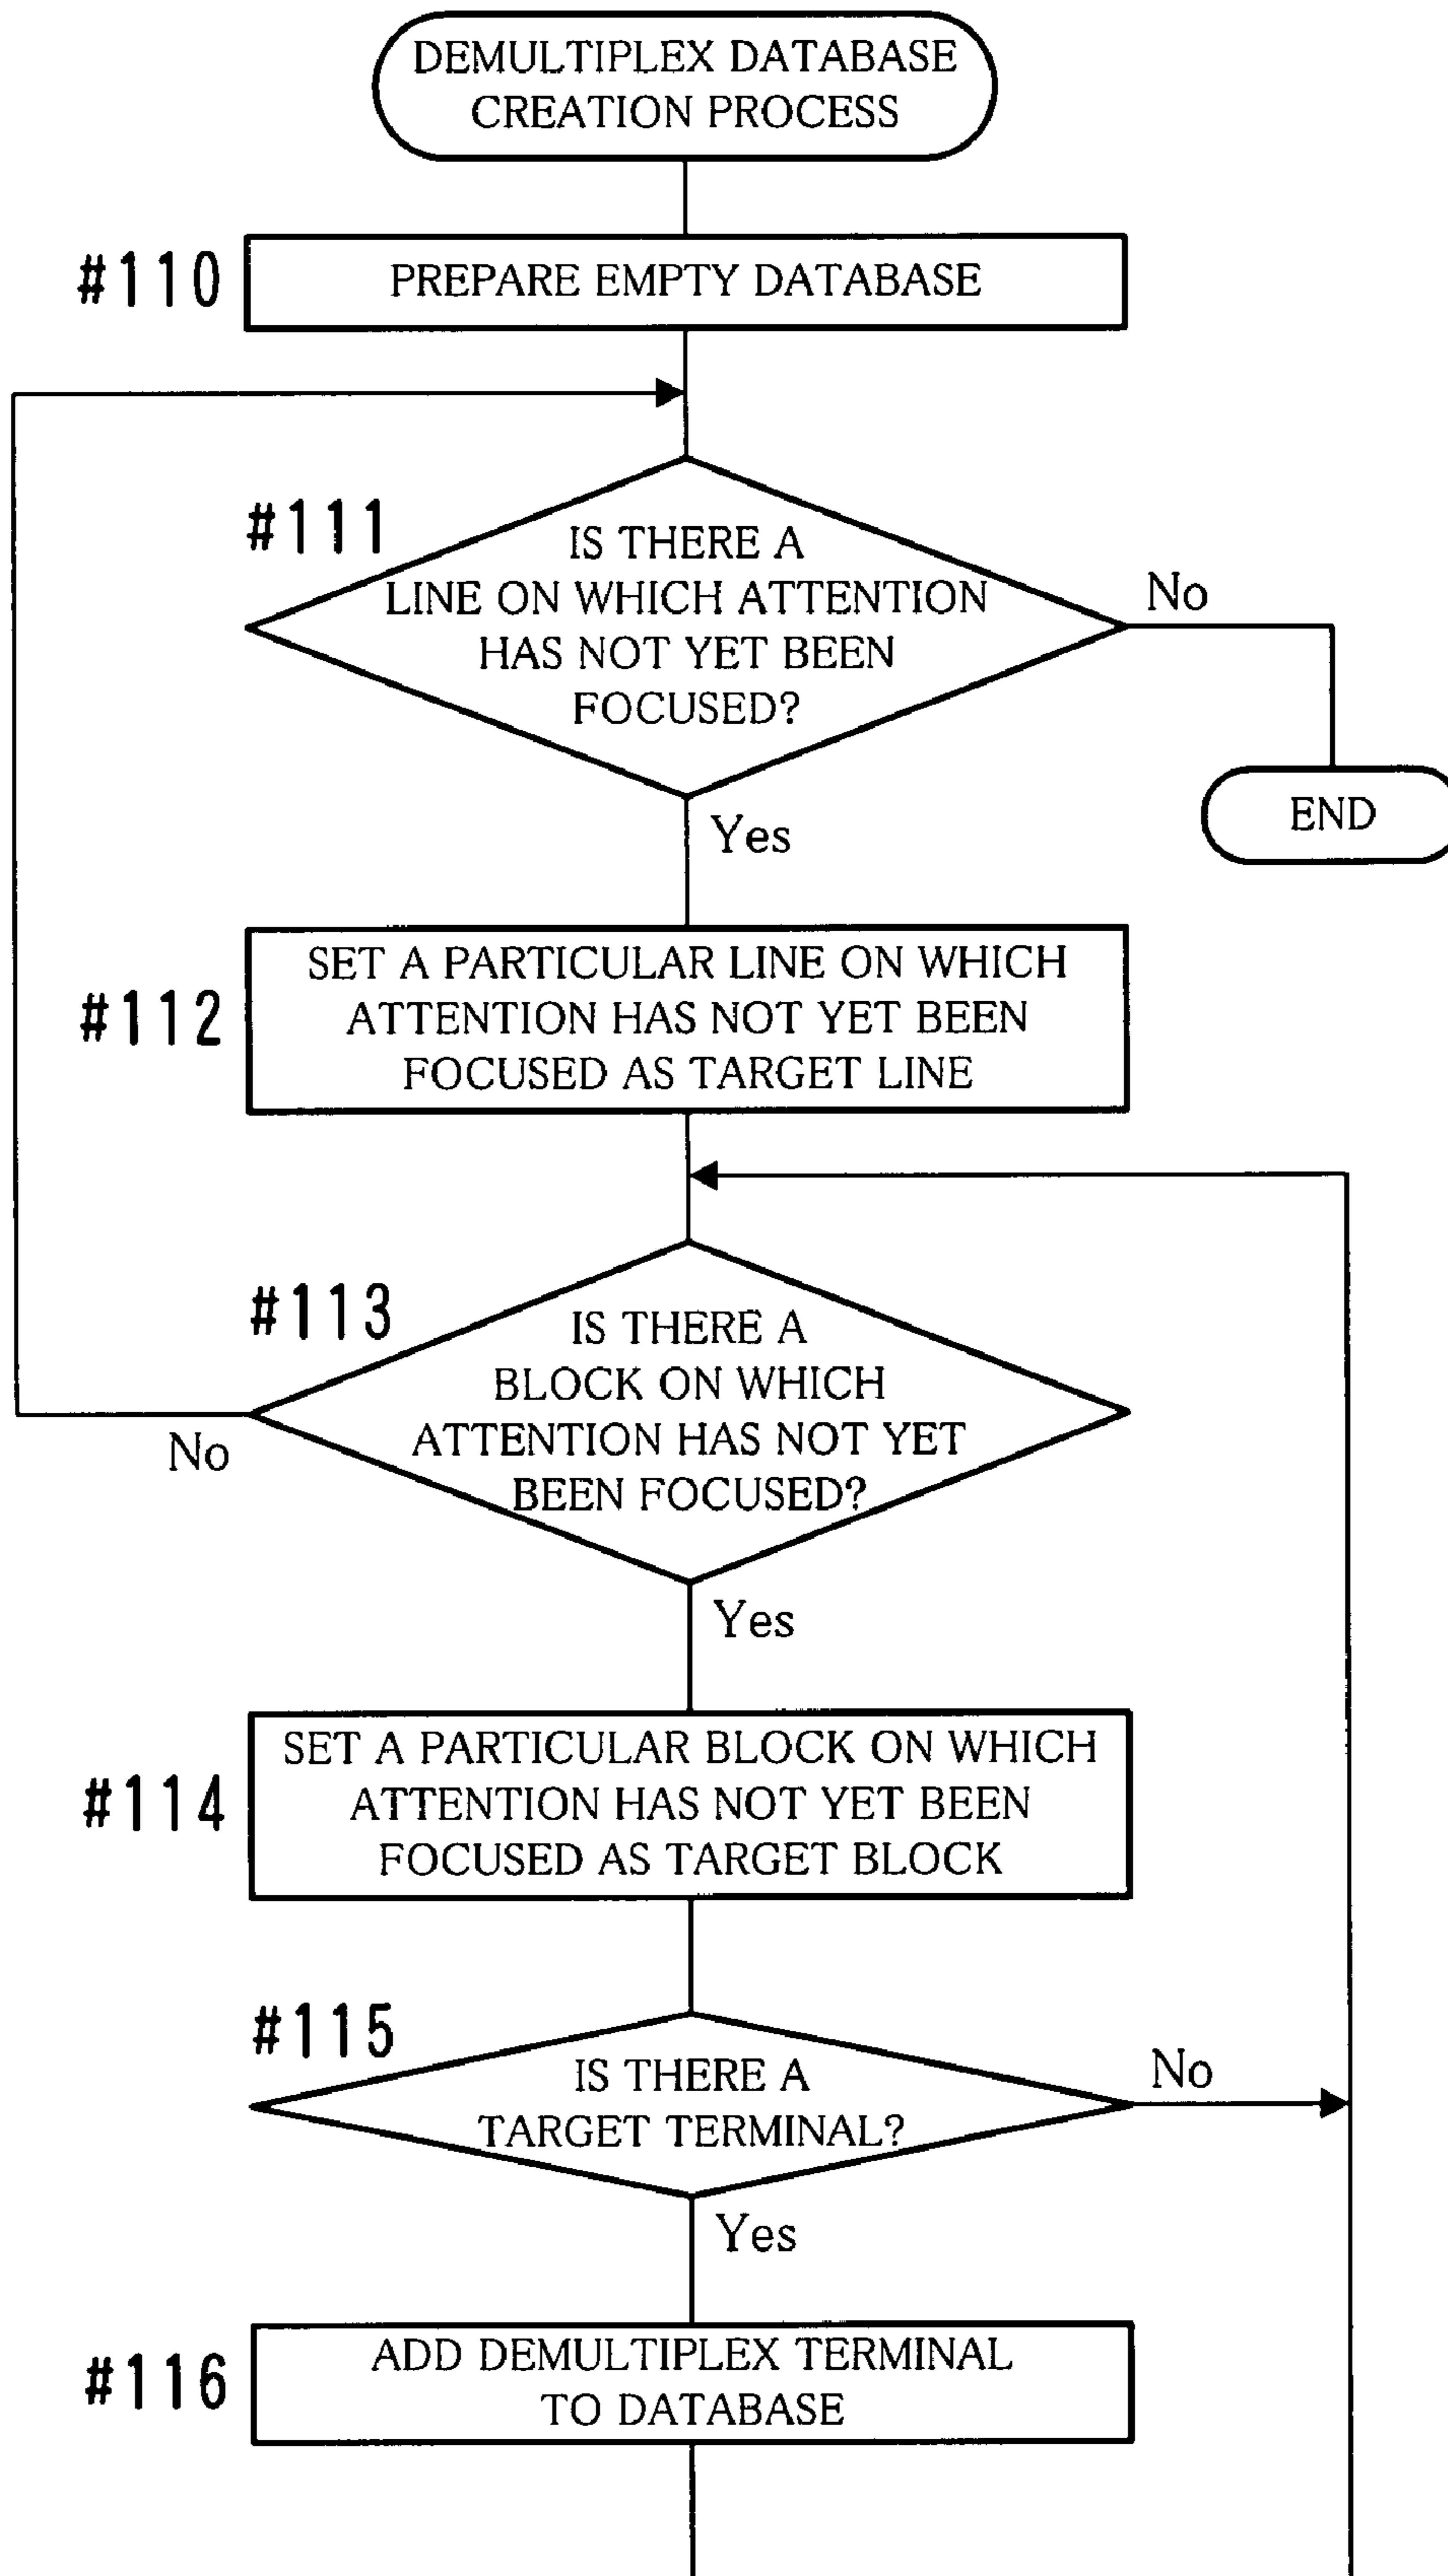 DEMULTIPLEX DATABASE
CREATION PROCESS
#110
PREPARE EMPTY DATABASE
#111
IS THERE A
LINE ON WHICH ATTENTION
HAS NOT YET BEEN
FOCUSED?
No
END
Yes
#112
SET A PARTICULAR LINE ON WHICH
ATTENTION HAS NOT YET BEEN
FOCUSED AS TARGET LINE
#113
IS THERE A
BLOCK ON WHICH
ATTENTION HAS NOT YET
BEEN FOCUSED?
No
Yes
#114
SET A PARTICULAR BLOCK ON WHICH
ATTENTION HAS NOT YET BEEN
FOCUSED AS TARGET BLOCK
#115
IS THERE A
TARGET TERMINAL?
No
Yes
#116
ADD DEMULTIPLEX TERMINAL
TO DATABASE